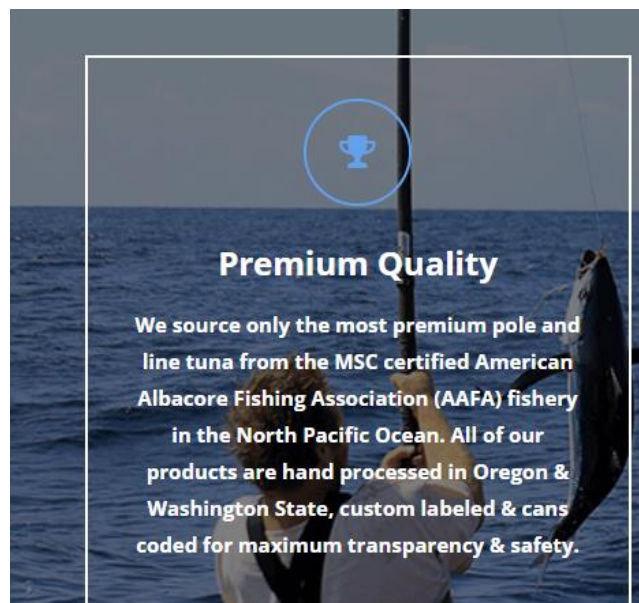 Premium Quality
We source only the most premium pole and
line tuna from the MSC certified American
Albacore Fishing Association (AAFA) fishery
in the North Pacific Ocean. All of our
products are hand processed in Oregon &
Washington State, custom labeled & cans
coded for maximum transparency & safety.